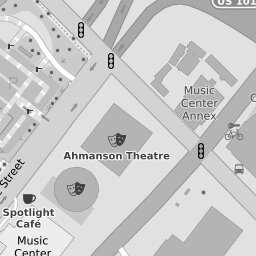 US 101
Music
Center
Annex
Ahmanson Theatre
Street
Spotlight
Café
Music
Center